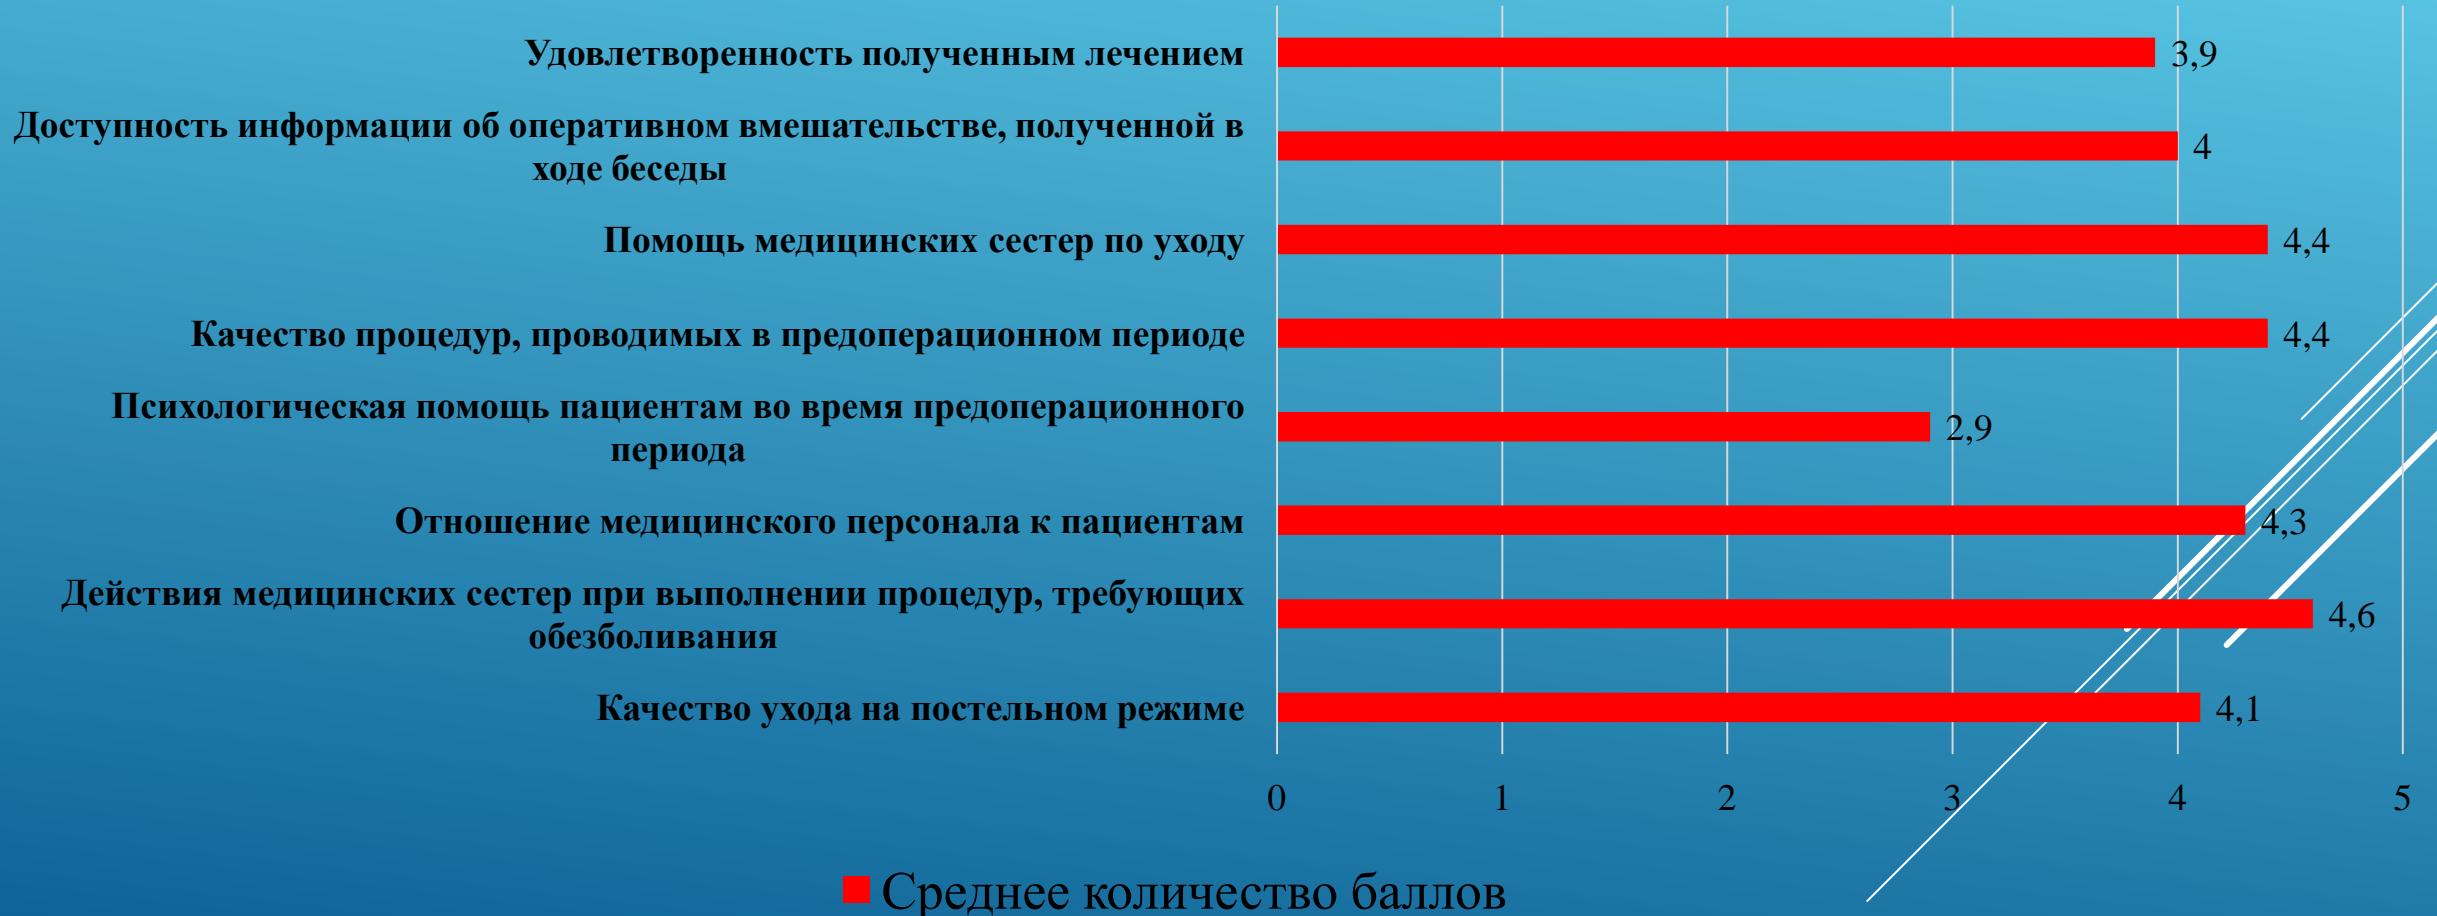 Удовлетворенность полученным лечением
3,9
Доступность информации об оперативном вмешательстве, полученной в
ходе беседы
4
Помощь медицинских сестер по уходу
4,4
Качество процедур, проводимых в предоперационном периоде
4,4
Психологическая помощь пациентам во время предоперационного
периода
2,9
Отношение медицинского персонала к пациентам
4,3
Действия медицинских сестер при выполнении процедур, требующих
обезболивания
4,6
Качество ухода на постельном режиме
4,1
0 1 2 3 4 5
Среднее количество баллов